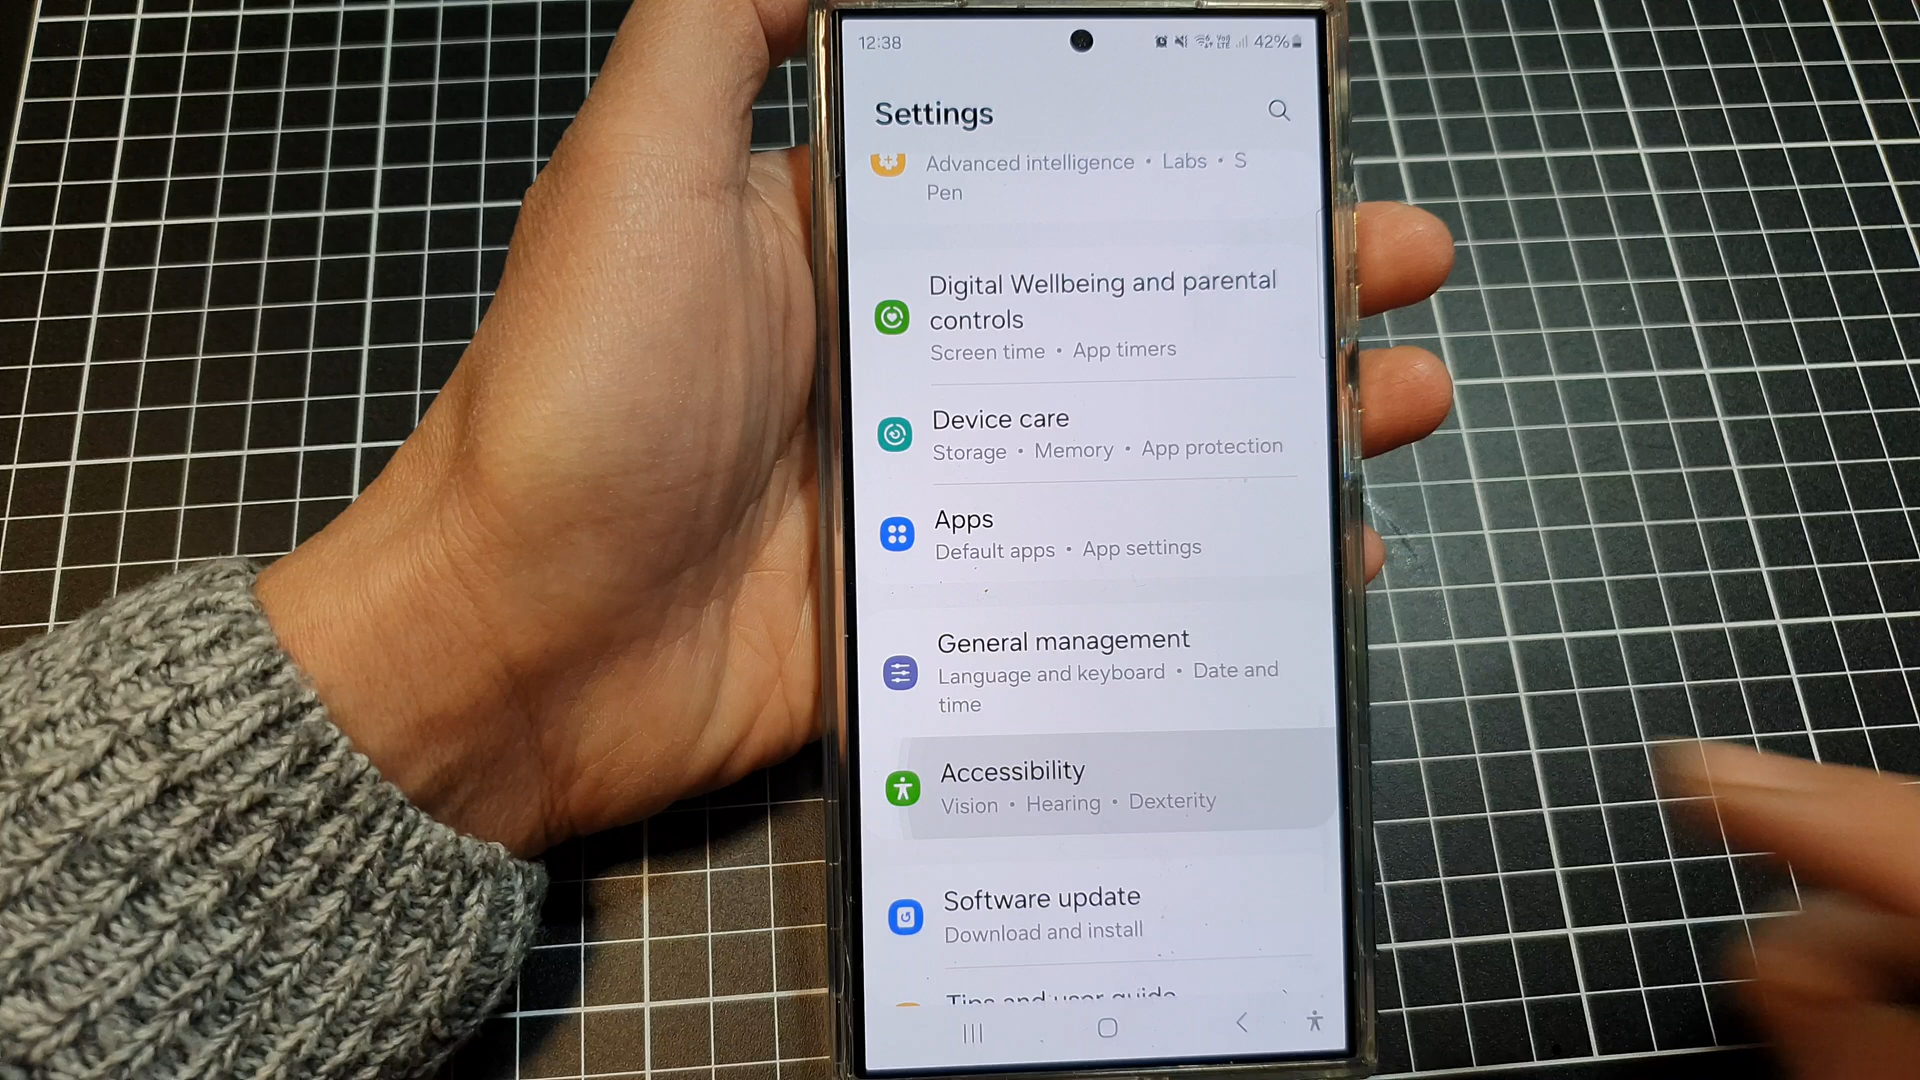 12:38
42%
Settings
Advanced intelligence • Labs • S
Pen
Digital Wellbeing and parental
controls
Screen time • App timers
Device care
Storage • Memory • App protection
Apps
Default apps • App settings
General management
Language and keyboard • Date and
time
Accessibility
Vision • Hearing • Dexterity
Software update
Download and install
Tips and user guide